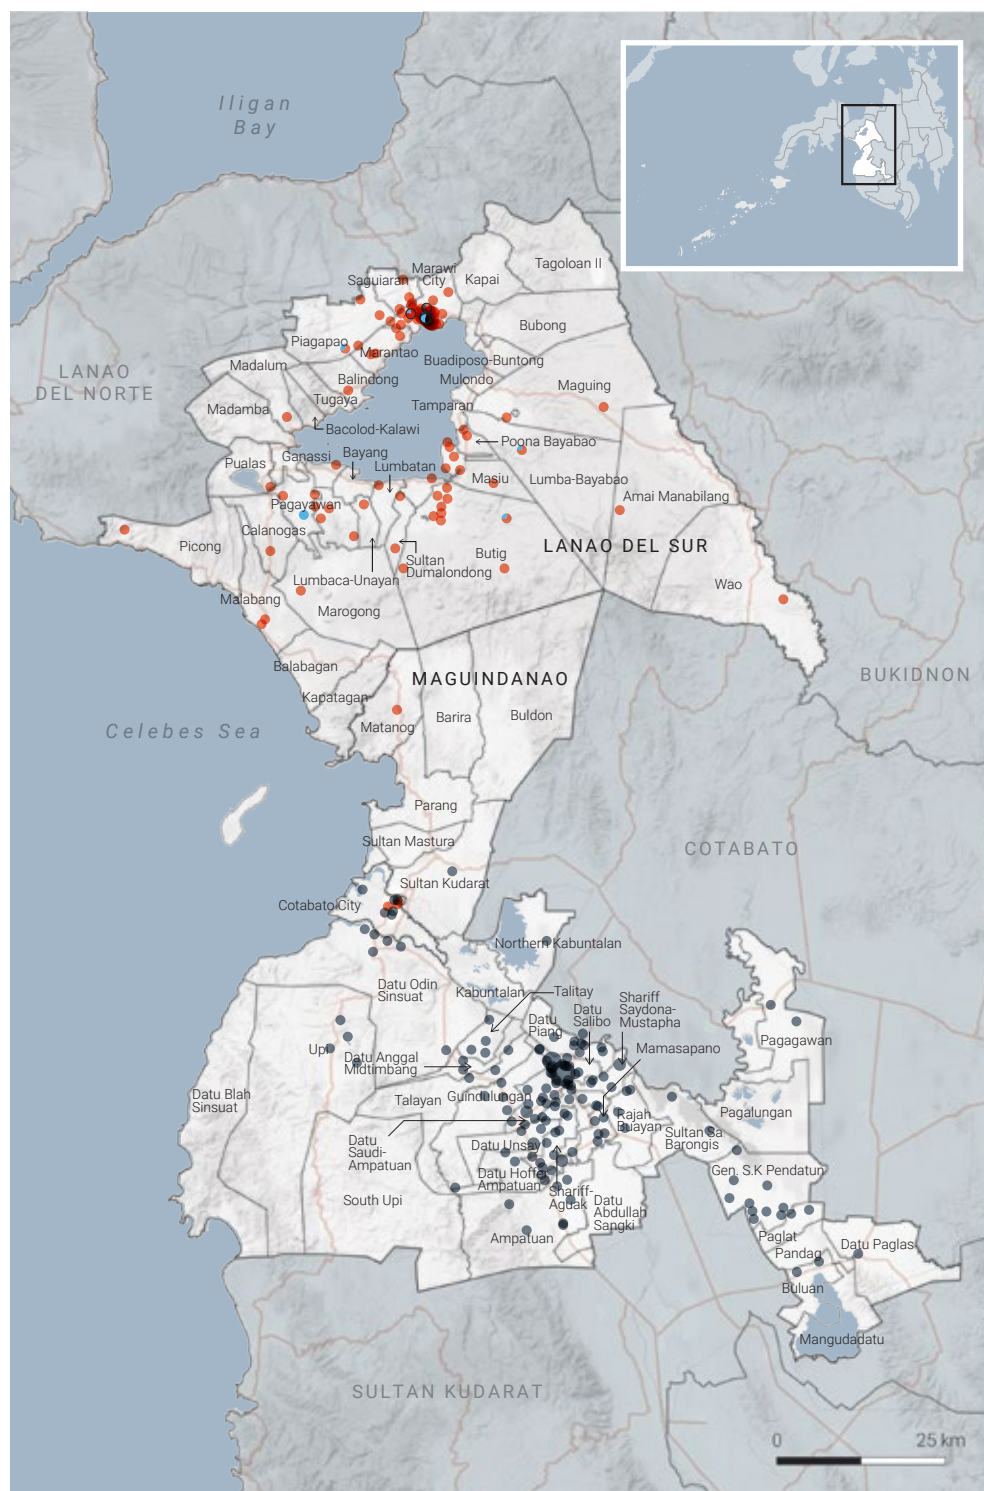 Iligan
Bay
Tagoloan II
Marawi
City
Saguiaran
Kapai
Bubong
Piagapao
Marantao
Buadiposo-Buntong
Madalum
LANAO
DEL NORTE
Balindong
Mulondo
Maguing
Tugaya
Madamba
Tamparan
Bacolod-Kalawi
Poona Bayabao
Ganassi
Bayang
Pualas
Lumbatan
Masiu
Lumba-Bayabao
Amai Manabilang
Pagayawan
Calanogas
Picong
LANAO DEL SUR
Butig
Sultan
Dumalondong
Lumbaca-Unayan
Wao
Malabang
Marogong
Balabagan
BUKIDNON
MAGUINDANAO
Kapatagan
Matanog
Barira
Buldon
Celebes Sea
Parang
Sultan Mastura
COTABATO
Sultan Kudarat
Cotabato City
Northern Kabuntalan
Datu Odin
Sinsuat
Kabuntalan
Talitay
Shariff
Saydona-
Mustapha
Datu
Salibo
Datu
Piang
Pagagawan
Upi
Mamasapano
Datu Anggal
Midtimbang
Datu Blah
Sinsuat
Talayan
Guindulungan
Pagalungan
Rajah
Buayan
Sultan Sa
Barongis
Datu
Saudi-
Ampatuan
Datu Unsay
Gen. S.K Pendatun
Datu Hoffer
Ampatuan
South Upi
Shariff-
Aguak
Datu
Abdullah
Sangki
Ampatuan
Paglat
Pandag
Datu Paglas
Buluan
Mangudadatu
SULTAN KUDARAT
0 25 km